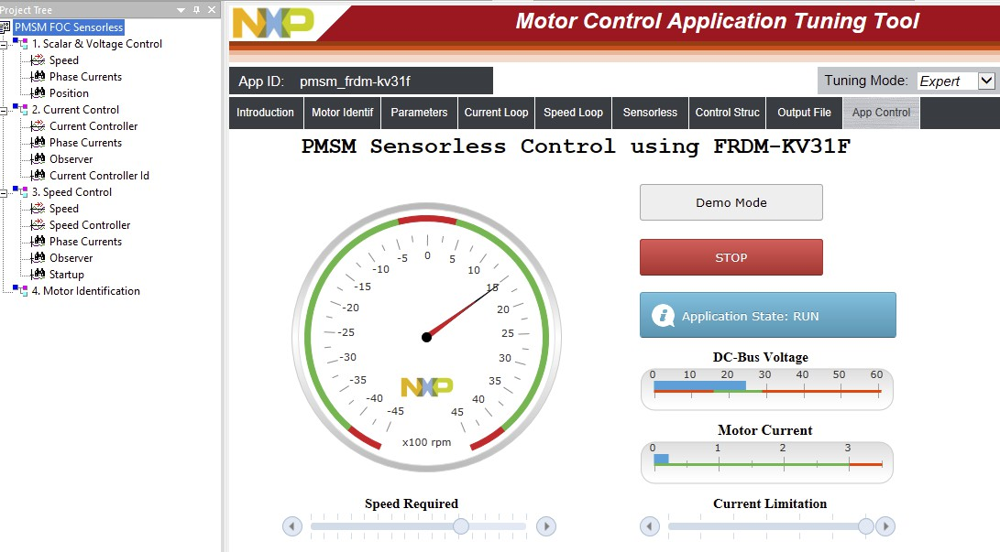 Project Tree
PMSM FOC Sensorless
1. Scalar & Voltage Control
Speed
Phase Currents
Position
2. Current Control
Current Controller
Phase Currents
Observer
Current Controller Id
3. Speed Control
Speed
Speed Controller
Phase Currents
Observer
Startup
4. Motor Identification
NXP
Motor Control Application Tuning Tool
App ID: pmsm_frdm-kv31f
Tuning Mode: Expert
Introduction Motor Identif Parameters Current Loop Speed Loop Sensorless Control Struc Output File App Control
PMSM Sensorless Control using FRDM-KV31F
-45 -40 -35 -30 -25 -20 -15 -10 -5 0 5 10 15 20 25 30 35 40 45
NXP
x100 rpm
Speed Required
Demo Mode
STOP
i Application State: RUN
DC-Bus Voltage
0 10 20 30 40 50 60
Motor Current
0 1 2 3
Current Limitation